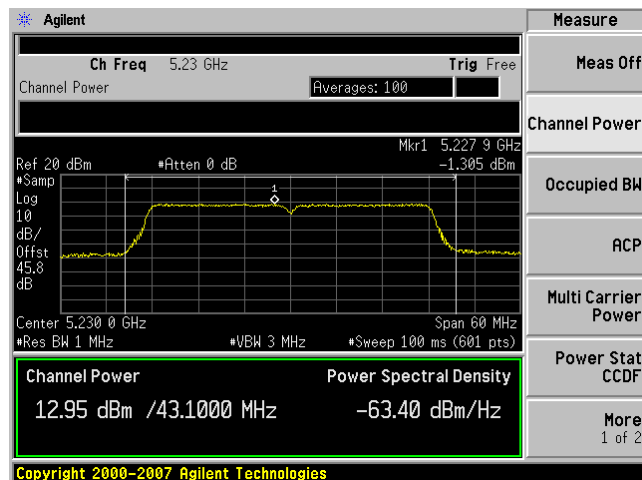 Agilent
Measure
Ch Freq 5.23 GHz Trig Free
Channel Power Averages: 100
Mkr1 5.227 9 GHz
Ref 20 dBm #Atten 0 dB -1.305 dBm
#Samp
Log
10
dB/
Offst
45.8
dB
1
Center 5.230 0 GHz Span 60 MHz
#Res BW 1 MHz #VBW 3 MHz #Sweep 100 ms (601 pts)
Channel Power Power Spectral Density
12.95 dBm /43.1000 MHz -63.40 dBm/Hz
Copyright 2000-2007 Agilent Technologies
Meas Off
Channel Power
Occupied BW
ACP
Multi Carrier
Power
Power Stat
CCDF
More
1 of 2